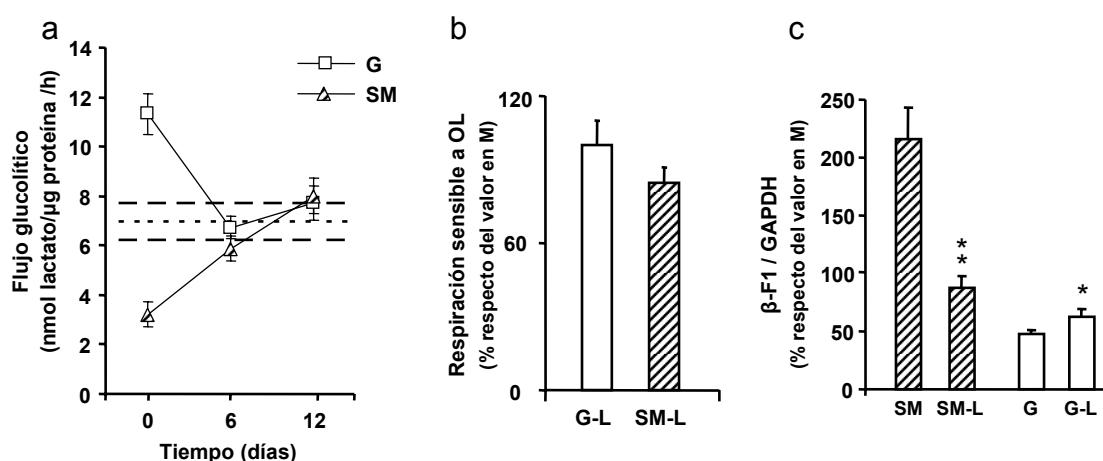 a
Flujo glucolítico
(nmol lactato/µg proteína /h)
14
12
10
8
6
4
2
0
0 6 12
Tiempo (días)
G
SM
b
Respiración sensible a OL
(% respecto del valor en M)
120
60
0
G-L SM-L
c
β-F1 / GAPDH
(% respecto del valor en M)
250
200
150
100
50
0
*
*
*
SM SM-L G G-L